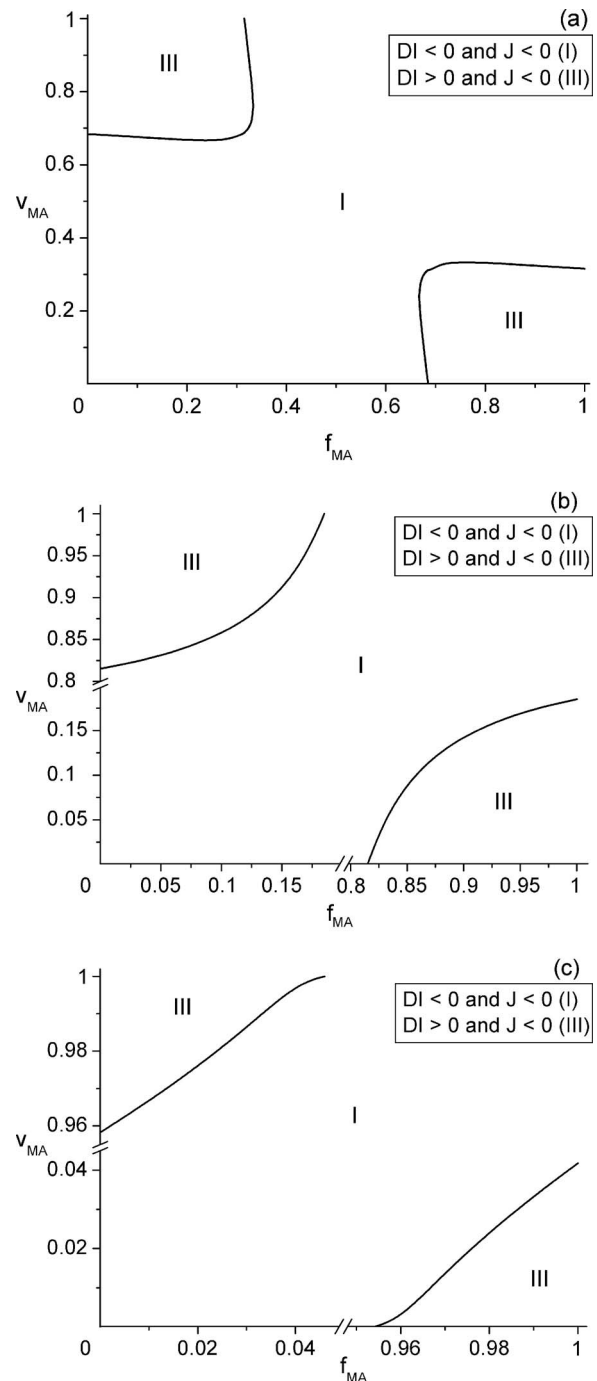 (a)
DI < 0 and J < 0 (I)
DI > 0 and J < 0 (III)
1
0.8
0.6
v_MA
0.4
0.2
III
I
III
0
0.2
0.4
0.6
0.8
1
f_MA
(b)
DI < 0 and J < 0 (I)
DI > 0 and J < 0 (III)
1
0.95
0.9
0.85
0.8
v_MA
0.15
0.1
0.05
III
I
III
0
0.05
0.1
0.15
0.8
0.85
0.9
0.95
1
f_MA
(c)
DI < 0 and J < 0 (I)
DI > 0 and J < 0 (III)
1
0.98
0.96
v_MA
0.04
0.02
III
I
III
0
0.02
0.04
0.96
0.98
1
f_MA